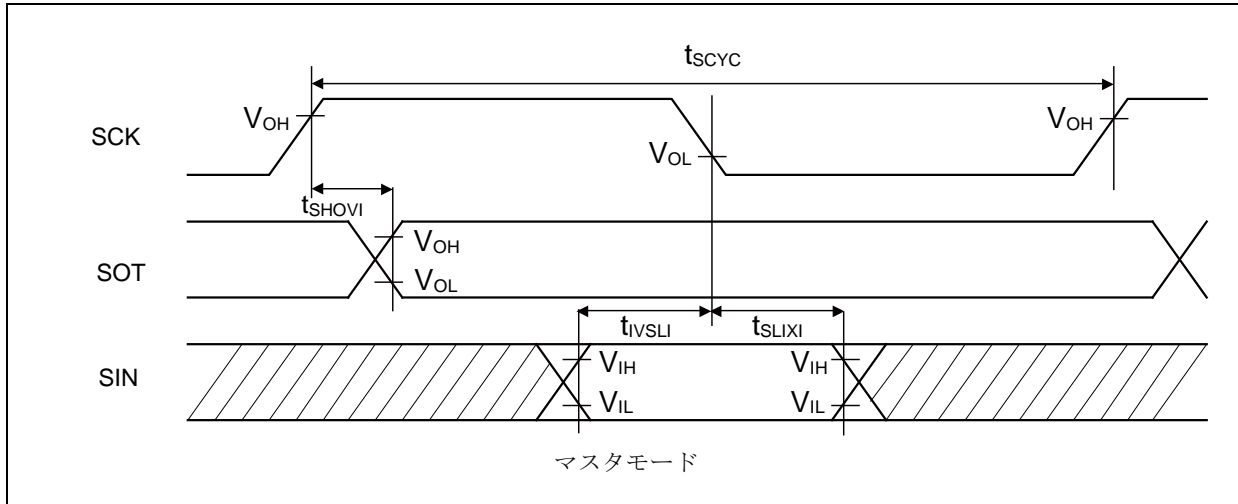 tSCYC
SCK VOH VOL VOH
tSHOVI
SOT VOH
VOL
tIVSLI tSLIXI
SIN VIH VIH
VIL VIL
マスタモード